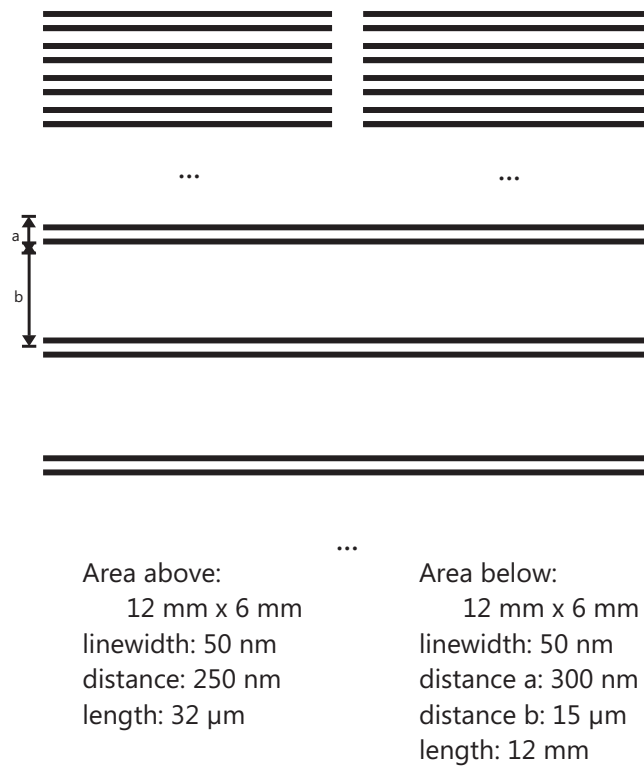 ...
...
a
b
...
Area above:
12 mm x 6 mm
linewidth: 50 nm
distance: 250 nm
length: 32 µm
Area below:
12 mm x 6 mm
linewidth: 50 nm
distance a: 300 nm
distance b: 15 µm
length: 12 mm